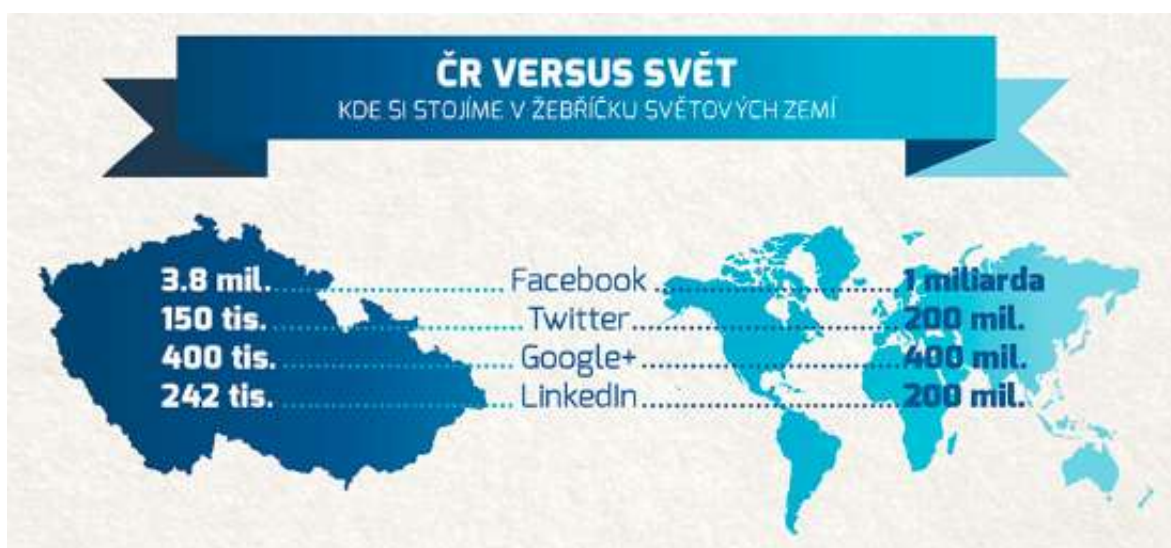 ČR VERSUS SVĚT
KDE SI STOJÍME V ŽEBŘÍČKU SVĚTOVÝCH ZEMÍ
3.8 mil. Facebook 1 miliarda
150 tis. Twitter 200 mil.
400 tis. Google+ 400 mil.
242 tis. LinkedIn 200 mil.